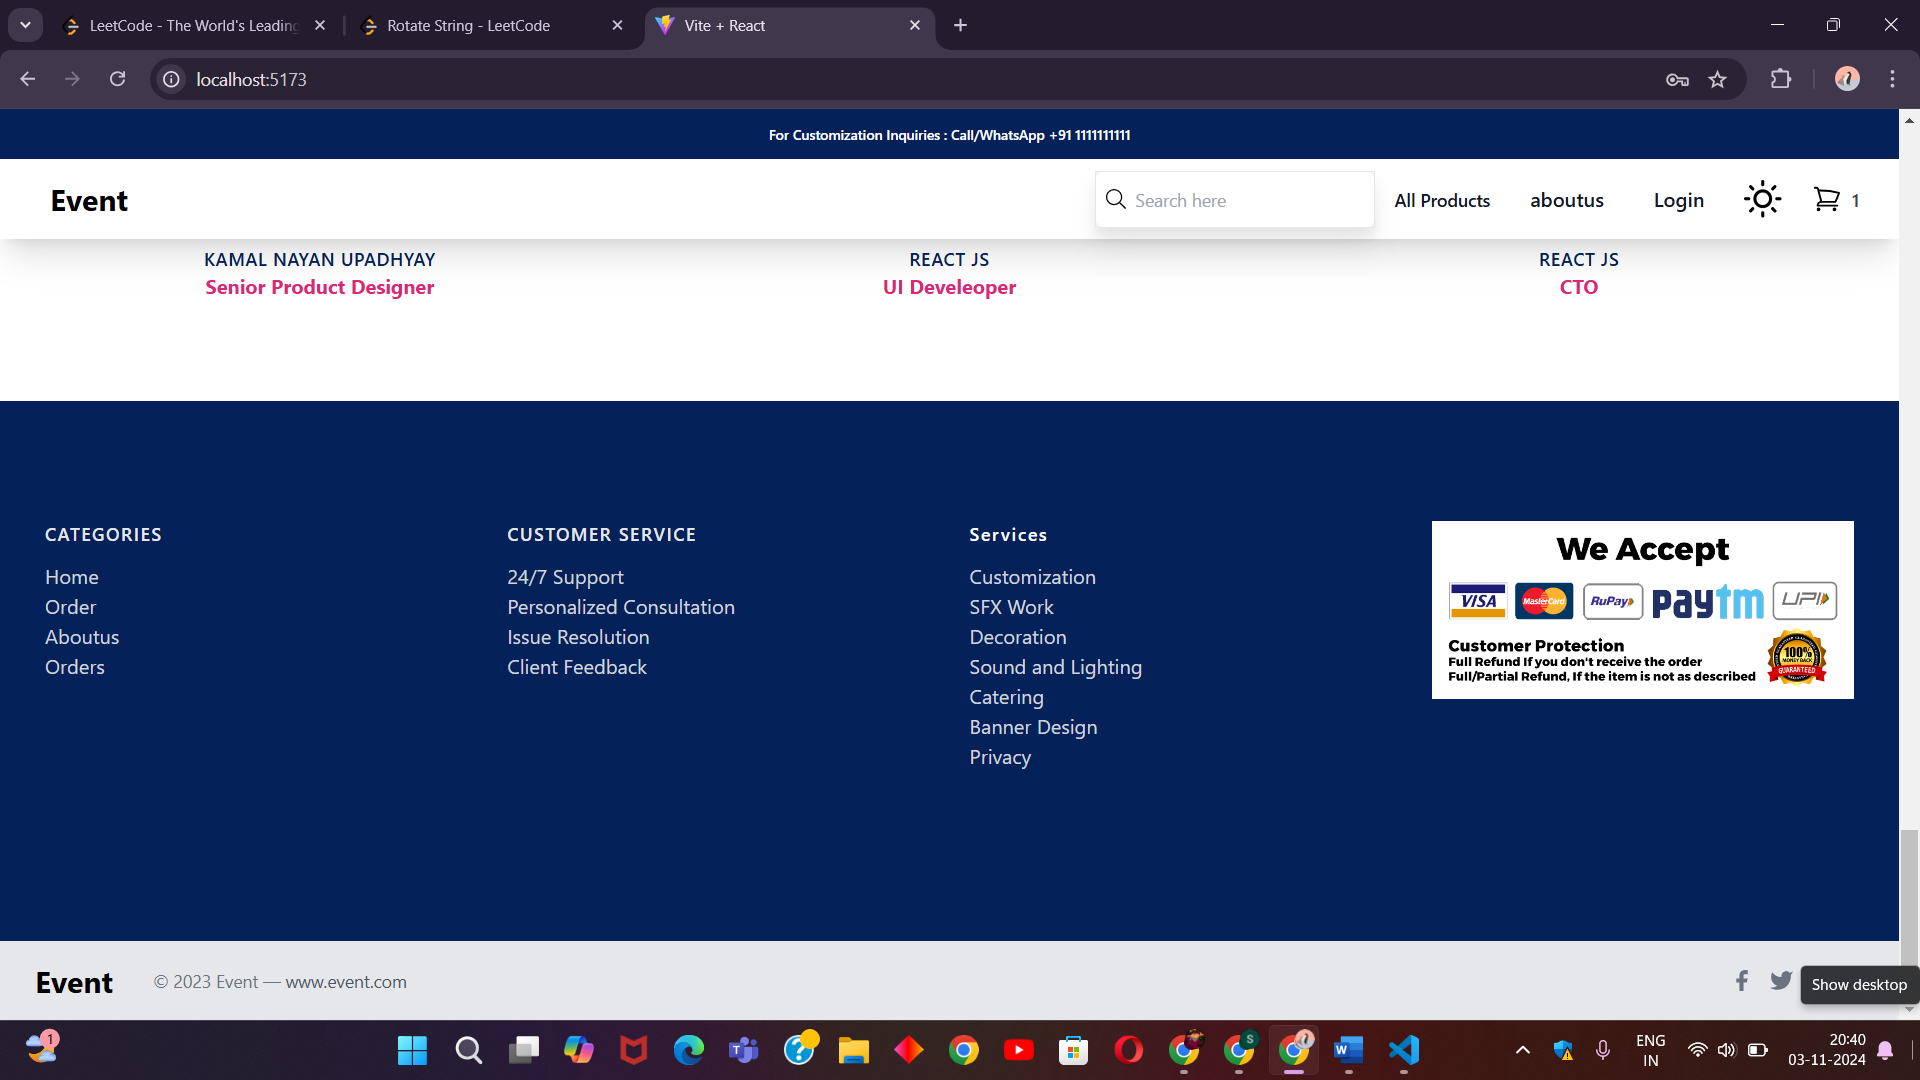 LeetCode - The World's Leading
Rotate String - LeetCode
Vite + React
localhost:5173
For Customization Inquiries : Call/WhatsApp +91 1111111111
Event
Search here
All Products
aboutus
Login
1
KAMAL NAYAN UPADHYAY
Senior Product Designer
REACT JS
UI Develeoper
REACT JS
CTO
CATEGORIES
Home
Order
Aboutus
Orders
CUSTOMER SERVICE
24/7 Support
Personalized Consultation
Issue Resolution
Client Feedback
Services
Customization
SFX Work
Decoration
Sound and Lighting
Catering
Banner Design
Privacy
We Accept
VISA
MasterCard
RuPay
paytm
UPI
Customer Protection
Full Refund If you don't receive the order
Full/Partial Refund, If the item is not as described
100%
MONEY BACK
GUARANTEED
Event
© 2023 Event — www.event.com
Show desktop
1
S
W
ENG
IN
20:40
03-11-2024